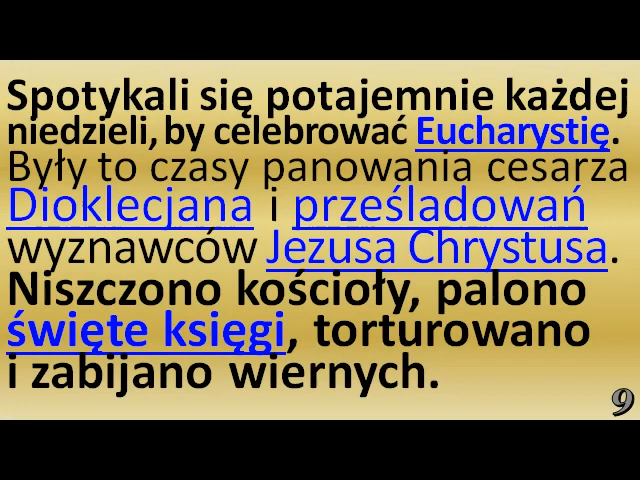 Spotykali się potajemnie każdej
niedzieli, by celebrować Eucharystię.
Były to czasy panowania cesarza
Dioklecjana i prześladowań
wyznawców Jezusa Chrystusa.
Niszczono kościoły, palono
święte księgi, torturowano
i zabijano wiernych.
9